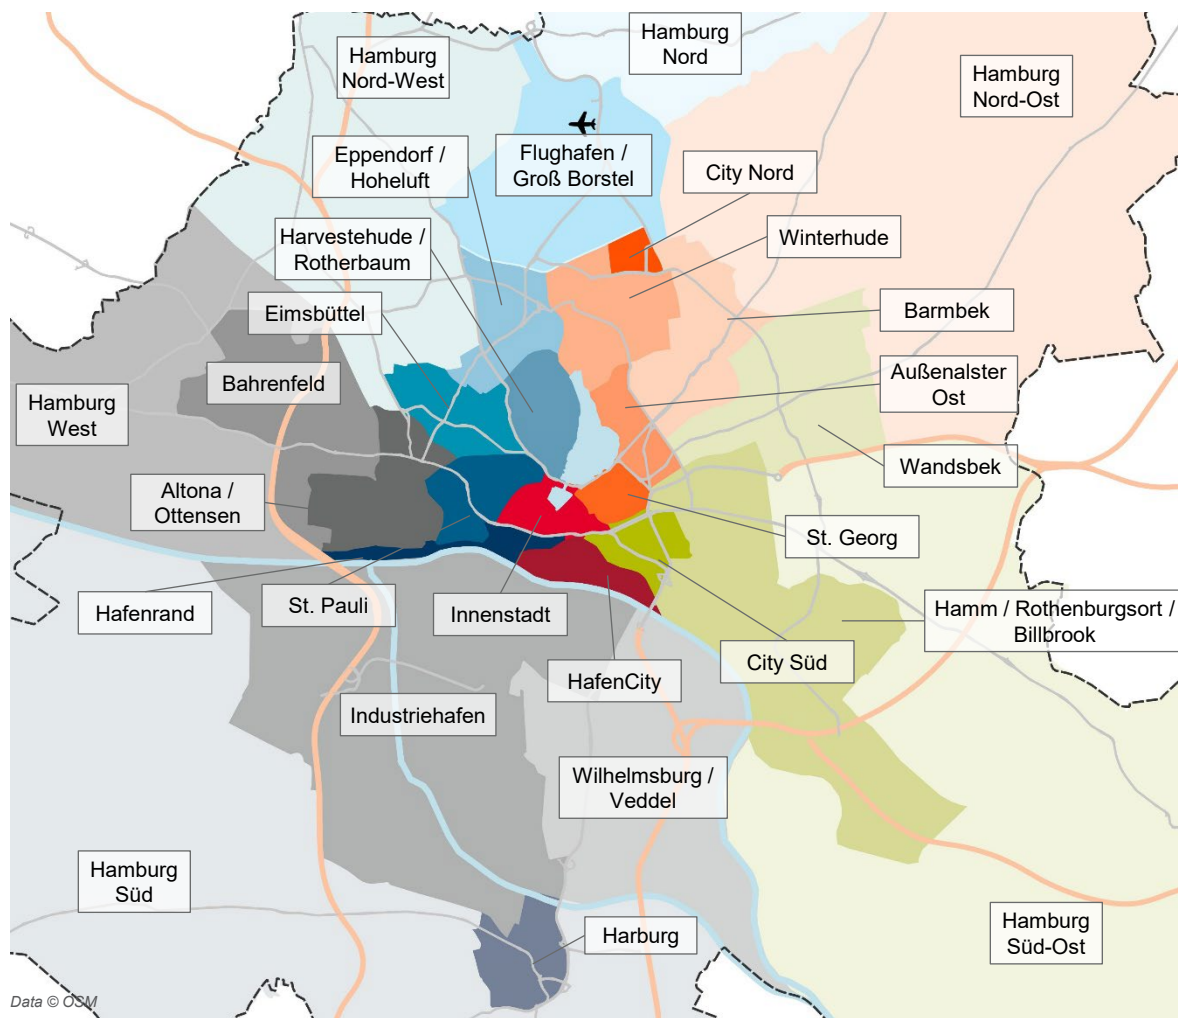 Hamburg
Nord
Hamburg
Nord-West
Hamburg
Nord-Ost
Eppendorf /
Hoheluft
Flughafen /
Groß Borstel
City Nord
Harvestehude /
Rotherbaum
Winterhude
Eimsbüttel
Barmbek
Bahrenfeld
Außenalster
Ost
Hamburg
West
Wandsbek
Altona /
Ottensen
St. Georg
Hafenrand
St. Pauli
Innenstadt
Hamm / Rothenburgsort /
Billbrook
City Süd
HafenCity
Industriehafen
Wilhelmsburg /
Veddel
Hamburg
Süd
Harburg
Hamburg
Süd-Ost
Data © OSM